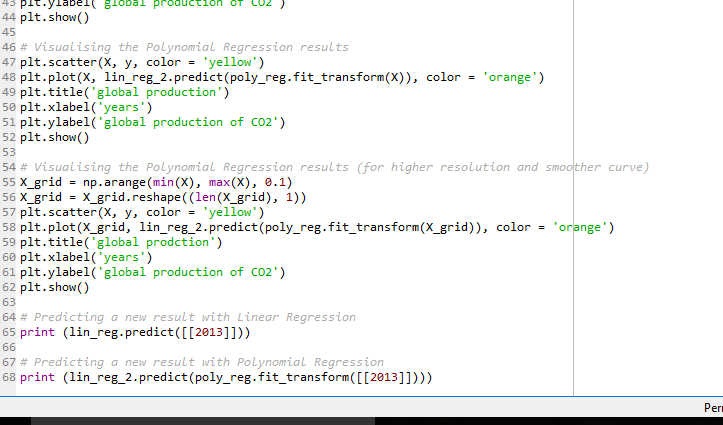 43 plt.ylabel('global production of CO2')
44 plt.show()
45
46 # Visualising the Polynomial Regression results
47 plt.scatter(X, y, color = 'yellow')
48 plt.plot(X, lin_reg_2.predict(poly_reg.fit_transform(X)), color = 'orange')
49 plt.title('global production')
50 plt.xlabel('years')
51 plt.ylabel('global production of CO2')
52 plt.show()
53
54 # Visualising the Polynomial Regression results (for higher resolution and smoother curve)
55 X_grid = np.arange(min(X), max(X), 0.1)
56 X_grid = X_grid.reshape((len(X_grid), 1))
57 plt.scatter(X, y, color = 'yellow')
58 plt.plot(X_grid, lin_reg_2.predict(poly_reg.fit_transform(X_grid)), color = 'orange')
59 plt.title('global prodction')
60 plt.xlabel('years')
61 plt.ylabel('global production of CO2')
62 plt.show()
63
64 # Predicting a new result with Linear Regression
65 print (lin_reg.predict([[2013]]))
66
67 # Predicting a new result with Polynomial Regression
68 print (lin_reg_2.predict(poly_reg.fit_transform([[2013]])))